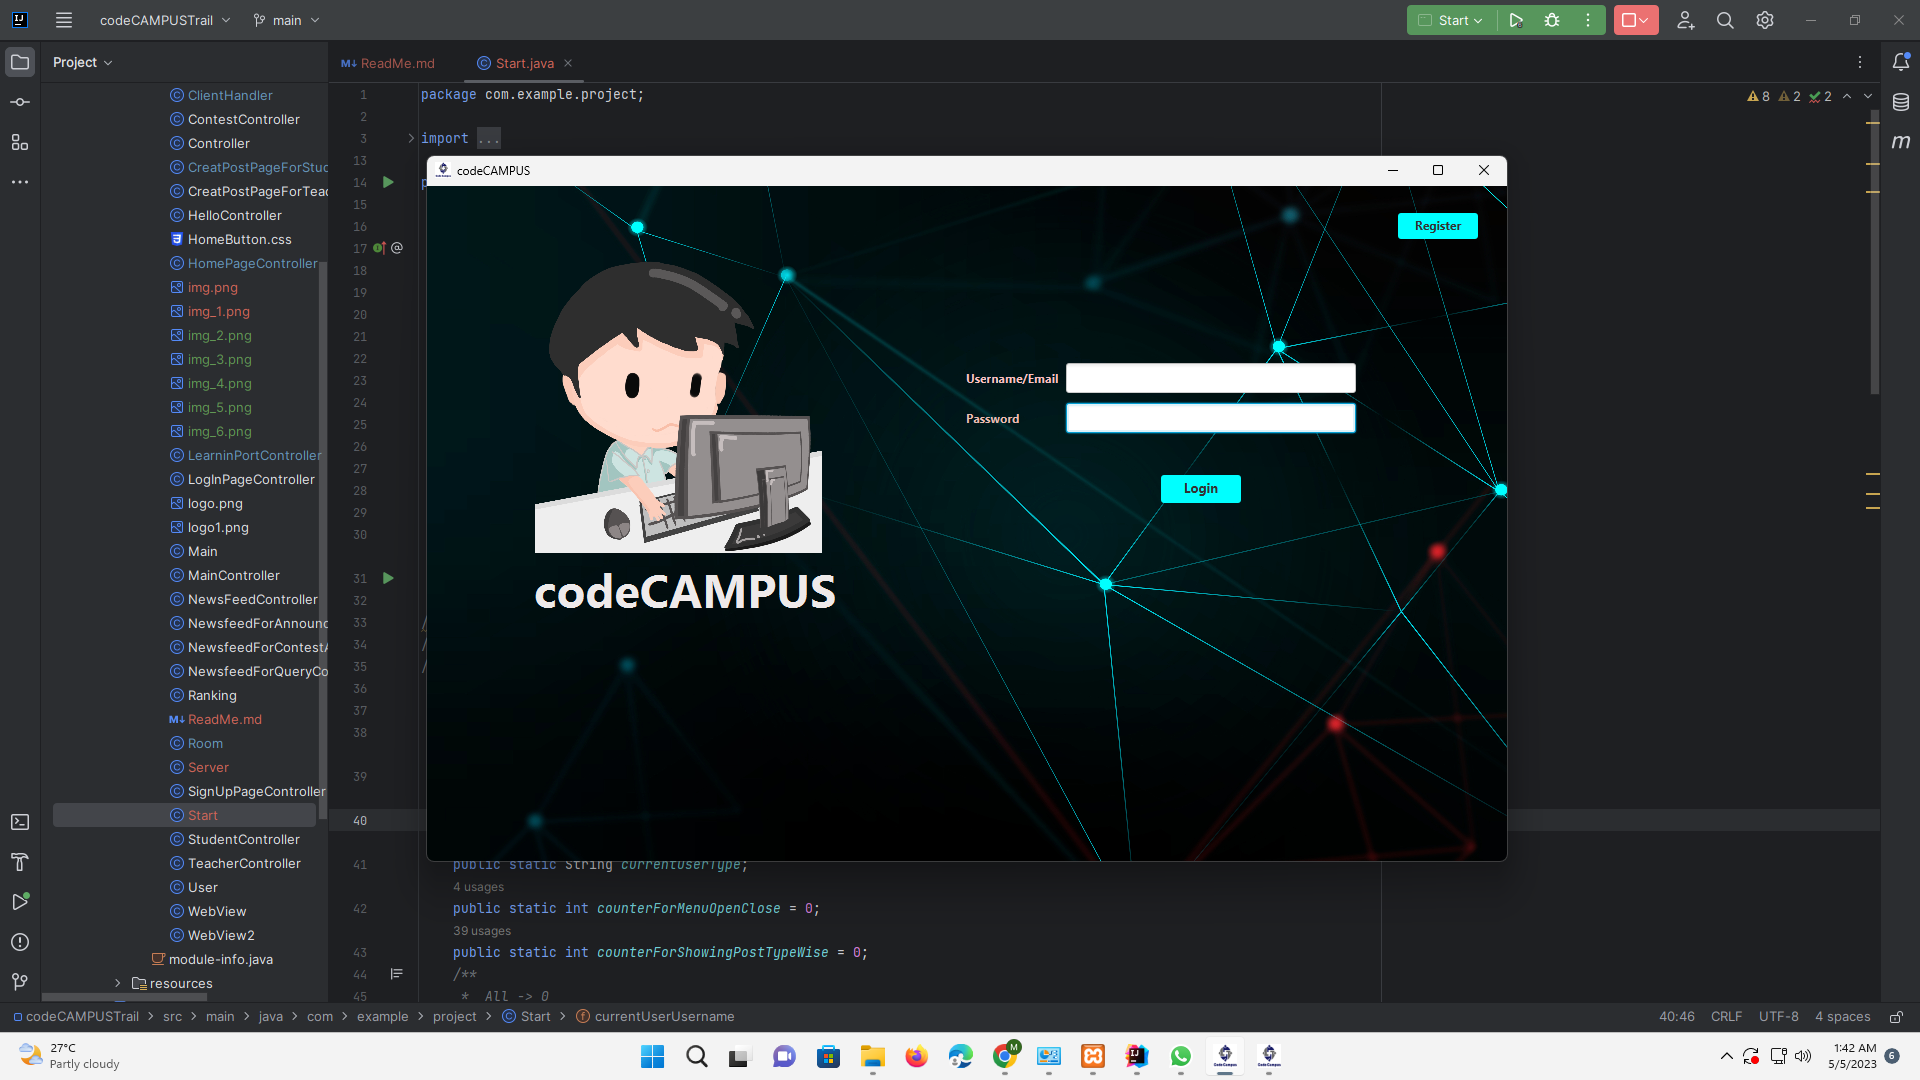 codeCAMPUSTrail main Start
Project
ReadMe.md
Start.java
ClientHandler
ContestController
Controller
CreatPostPageForStud
CreatPostPageForTeac
HelloController
HomeButton.css
HomePageController
img.png
img_1.png
img_2.png
img_3.png
img_4.png
img_5.png
img_6.png
LearninPortController
LogInPageController
logo.png
logo1.png
Main
MainController
NewsFeedController
NewsfeedForAnnounc
NewsfeedForContestA
NewsfeedForQueryCo
Ranking
ReadMe.md
Room
Server
SignUpPageController
Start
StudentController
TeacherController
User
WebView
WebView2
module-info.java
resources
8 2 2
1 package com.example.project;
2
3 import ...
13
14
15
16
17
18
19
20
21
22
23
24
25
26
27
28
29
30
31
32
33
34
35
36
37
38
39
40
codeCAMPUS
Register
Username/Email
Password
Login
codeCAMPUS
41 public static String currentUserType;
4 usages
42 public static int counterForMenuOpenClose = 0;
39 usages
43 public static int counterForShowingPostTypeWise = 0;
44 /**
45 * All -> 0
codeCAMPUSTrail > src > main > java > com > example > project > Start > currentUserUsername
40:46 CRLF UTF-8 4 spaces
27°C
Partly cloudy
1:42 AM
5/5/2023
6